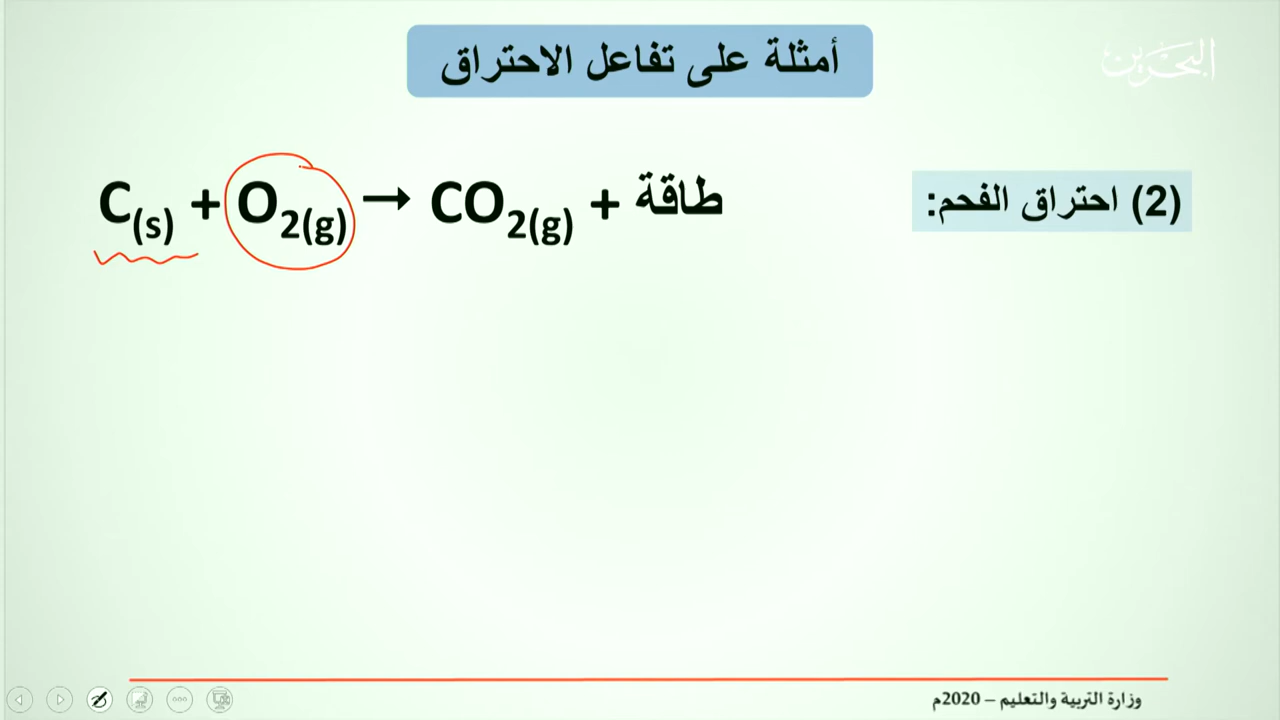 البحرين
أمثلة على تفاعل الاحتراق
(2) احتراق الفحم:
C(s) + O2(g) → CO2(g) + طاقة
وزارة التربية والتعليم – 2020م